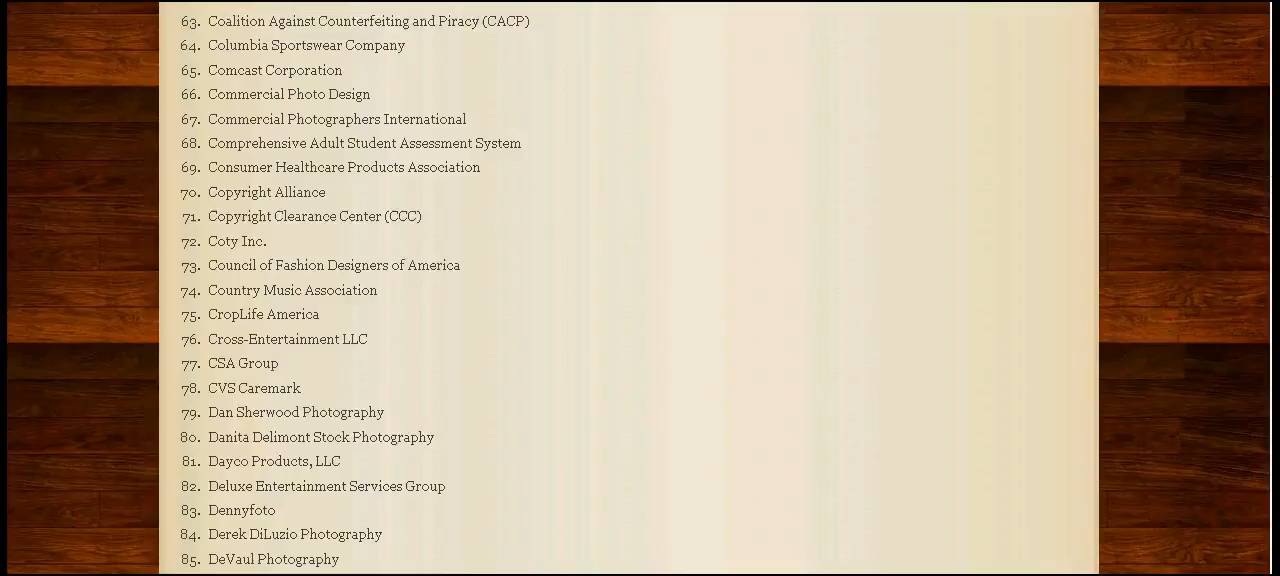 63. Coalition Against Counterfeiting and Piracy (CACP)
64. Columbia Sportswear Company
65. Comcast Corporation
66. Commercial Photo Design
67. Commercial Photographers International
68. Comprehensive Adult Student Assessment System
69. Consumer Healthcare Products Association
70. Copyright Alliance
71. Copyright Clearance Center (CCC)
72. Coty Inc.
73. Council of Fashion Designers of America
74. Country Music Association
75. CropLife America
76. Cross-Entertainment LLC
77. CSA Group
78. CVS Caremark
79. Dan Sherwood Photography
80. Danita Delimont Stock Photography
81. Dayco Products, LLC
82. Deluxe Entertainment Services Group
83. Dennyfoto
84. Derek DiLuzio Photography
85. DeVaul Photography